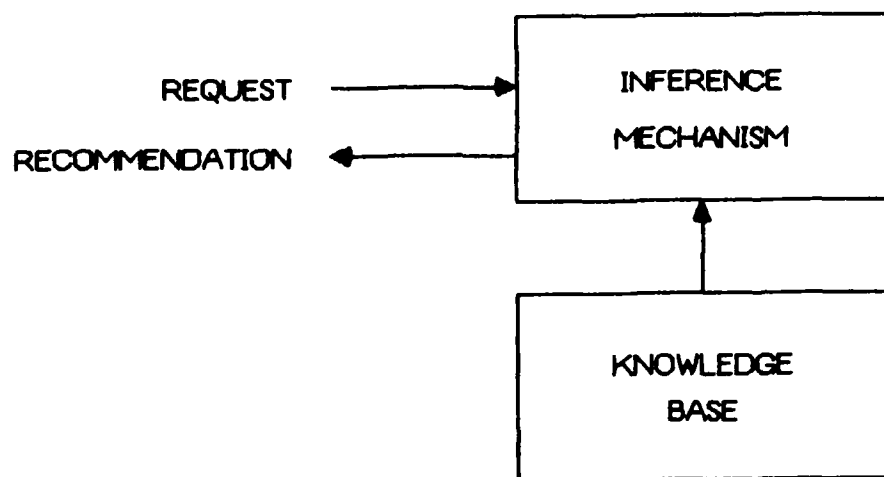 REQUEST
RECOMMENDATION
INFERENCE
MECHANISM
KNOWLEDGE
BASE